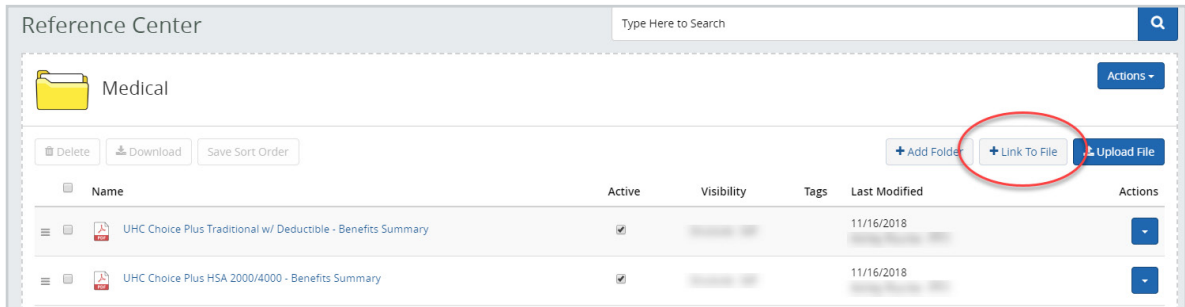 Reference Center
Type Here to Search
Medical
Actions
Delete
Download
Save Sort Order
+ Add Folder
+ Link To File
Upload File
Name Active Visibility Tags Last Modified Actions
PDF UHC Choice Plus Traditional w/ Deductible - Benefits Summary 11/16/2018
PDF UHC Choice Plus HSA 2000/4000 - Benefits Summary 11/16/2018